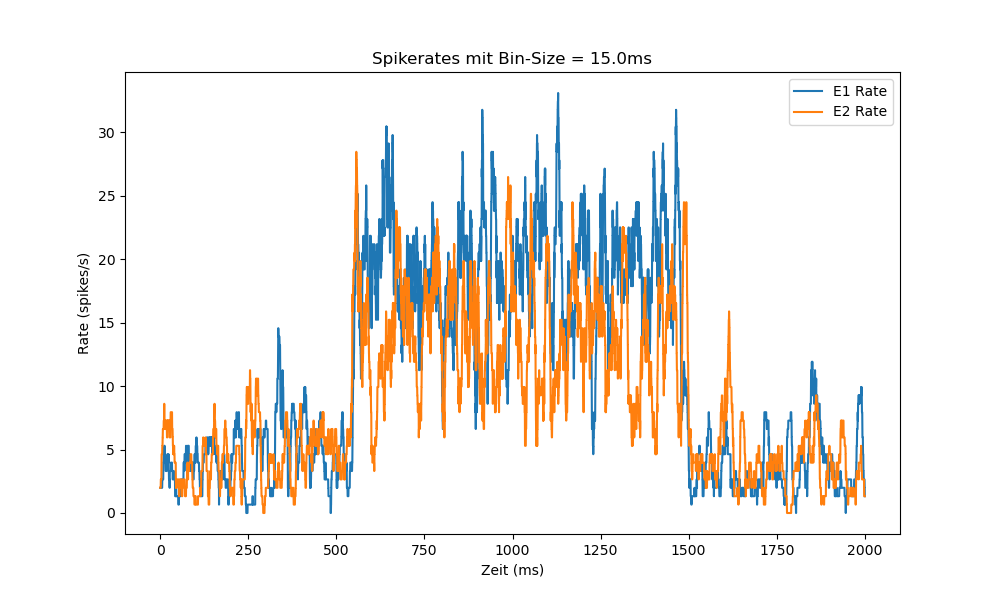 Spikerates mit Bin-Size = 15.0ms
E1 Rate
E2 Rate
Rate (spikes/s)
30
25
20
15
10
5
0
0 250 500 750 1000 1250 1500 1750 2000
Zeit (ms)